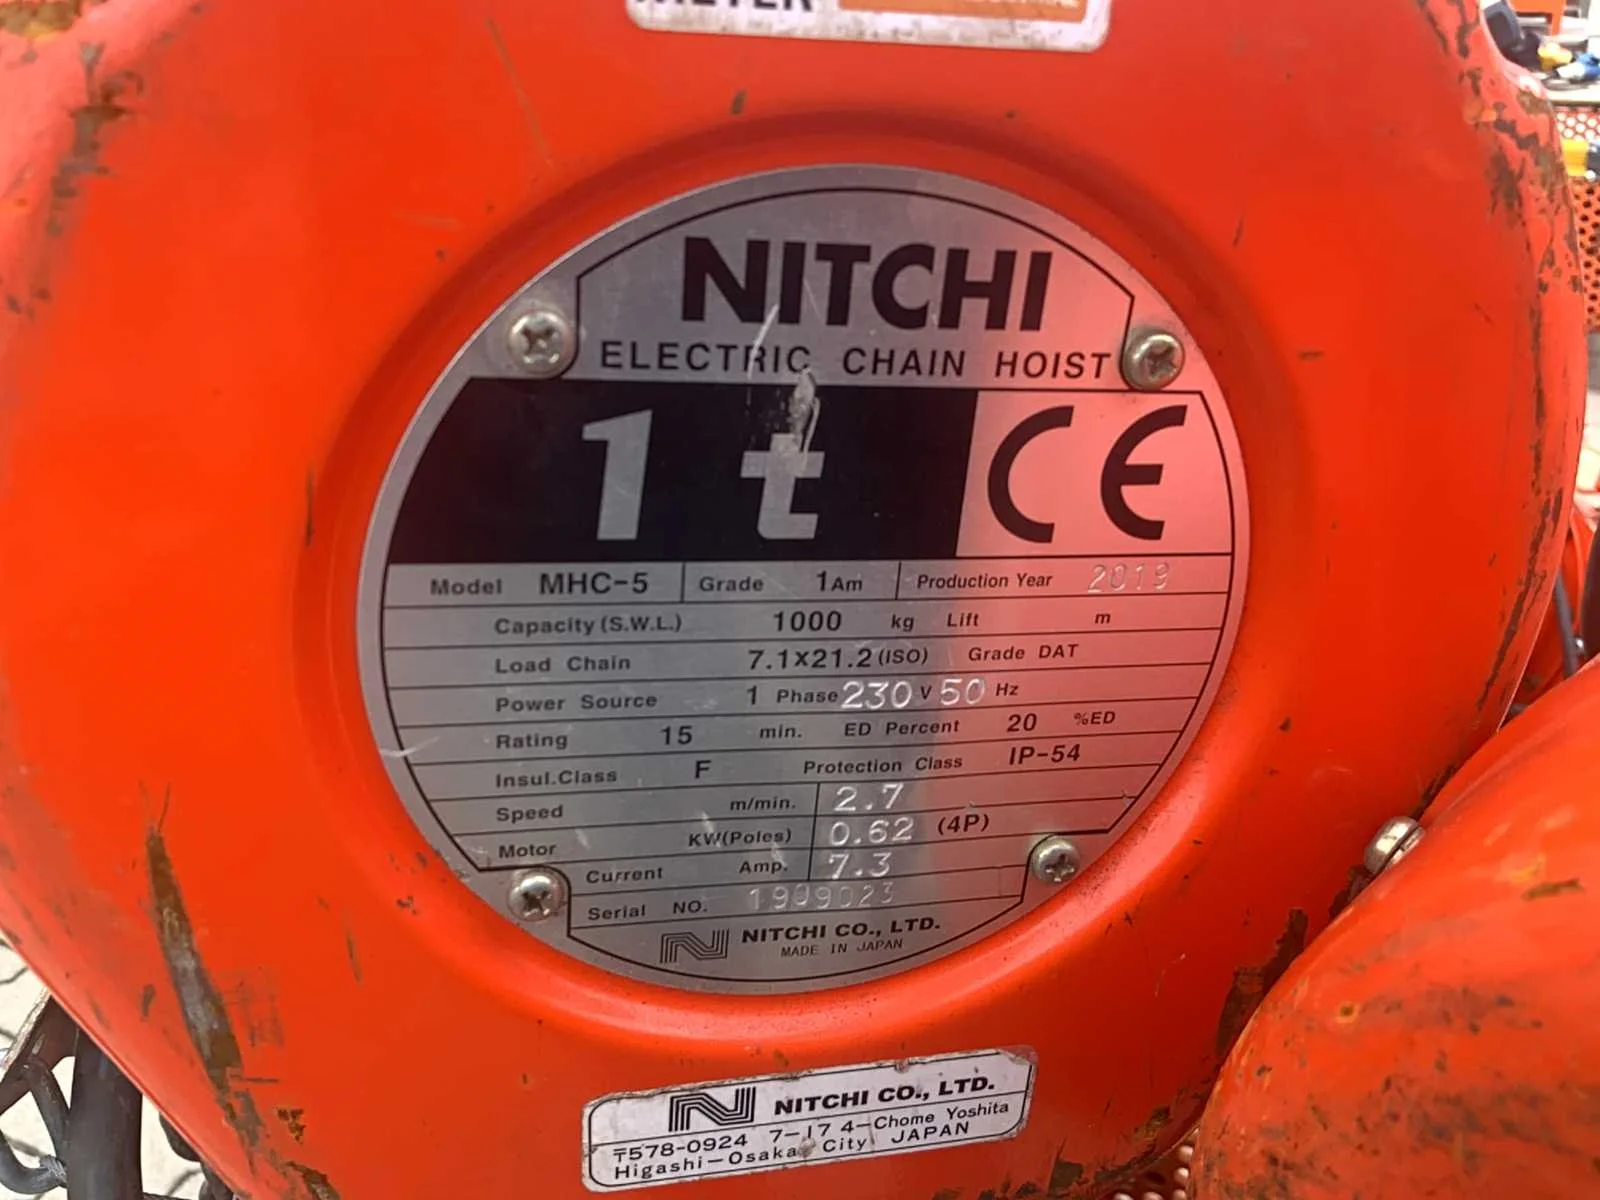 NITCHI
ELECTRIC CHAIN HOIST
1 t CE
Model MHC-5 Grade 1Am Production Year 2019
Capacity (S.W.L.) 1000 kg Lift m
Load Chain 7.1×21.2 (ISO) Grade DAT
Power Source 1 Phase 230 V 50 Hz
Rating 15 min. ED Percent 20 %ED
Insul.Class F Protection Class IP-54
Speed m/min. 2.7
Motor KW(Poles) 0.62 (4P)
Current Amp. 7.3
Serial NO.
NITCHI CO., LTD.
MADE IN JAPAN
NITCHI CO., LTD.
〒578-0924 7-17 4-Chome Yoshita
Higashi-Osaka City JAPAN